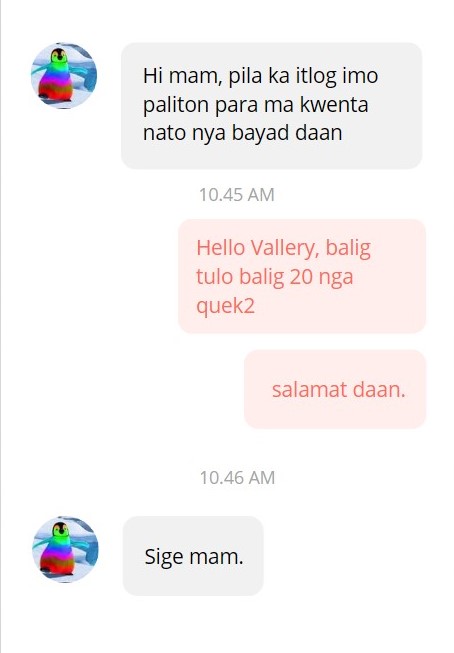 Hi mam, pila ka itlog imo
paliton para ma kwenta
nato nya bayad daan
10.45 AM
Hello Vallery, balig
tulo balig 20 nga
quek2
salamat daan.
10.46 AM
Sige mam.